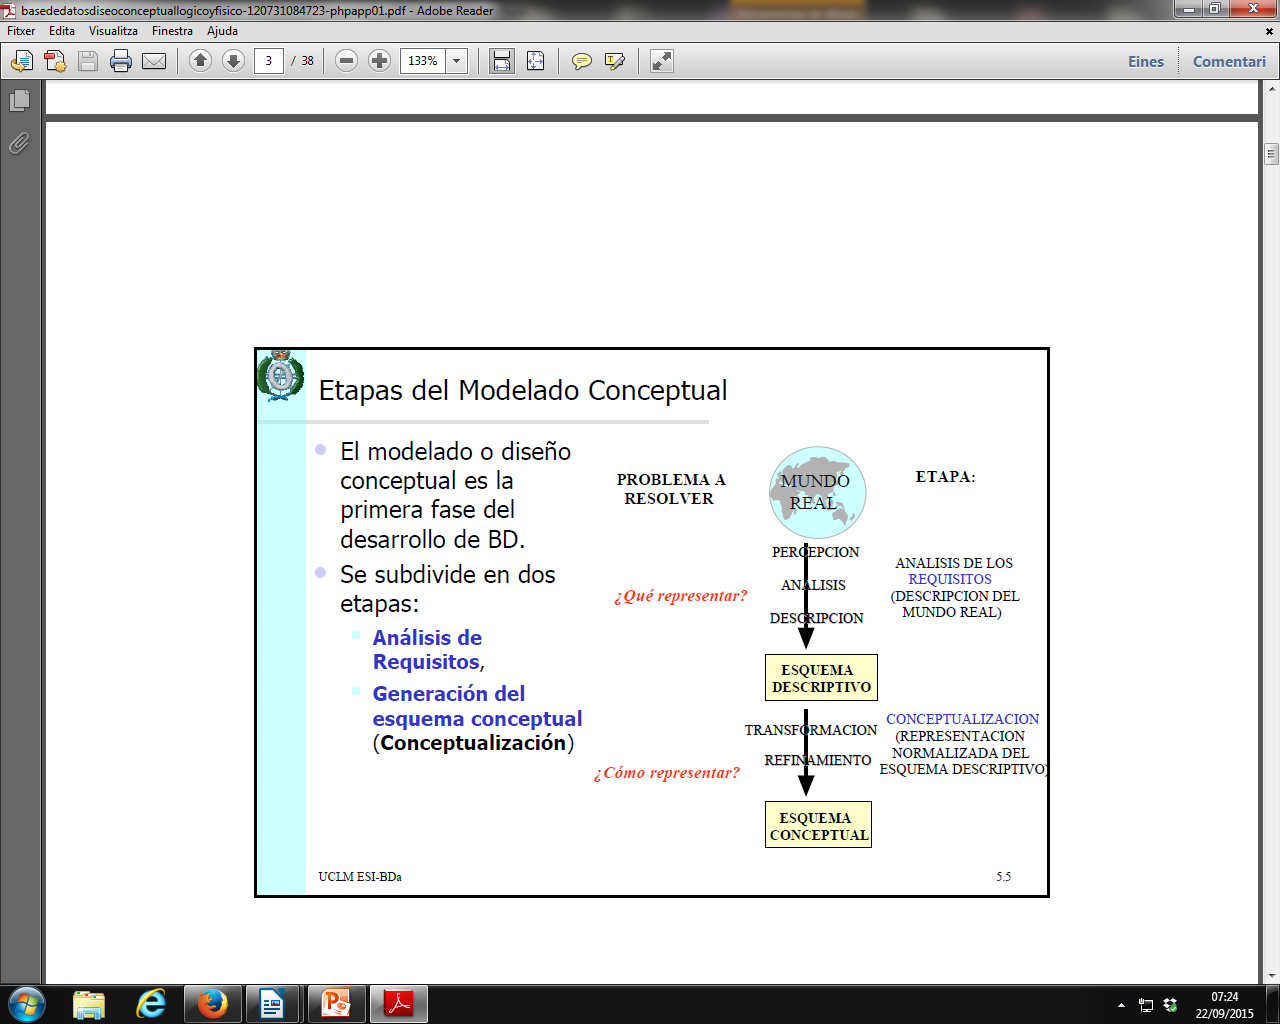 basededatosdiseoconceptuallogicoyfisico-120731084723-phpapp01.pdf - Adobe Reader
Fitxer Edita Visualitza Finestra Ajuda
3 / 38 133% Eines Comentari
Etapas del Modelado Conceptual
El modelado o diseño
conceptual es la
primera fase del
desarrollo de BD.
Se subdivide en dos
etapas:
Análisis de
Requisitos,
Generación del
esquema conceptual
(Conceptualización)
PROBLEMA A
RESOLVER
MUNDO
REAL
ETAPA:
PERCEPCION
ANALISIS
DESCRIPCION
¿Qué representar?
ANALISIS DE LOS
REQUISITOS
(DESCRIPCION DEL
MUNDO REAL)
ESQUEMA
DESCRIPTIVO
TRANSFORMACION
REFINAMIENTO
¿Cómo representar?
CONCEPTUALIZACION
(REPRESENTACION
NORMALIZADA DEL
ESQUEMA DESCRIPTIVO)
ESQUEMA
CONCEPTUAL
UCLM ESI-BDa
5.5
07:24
22/09/2015